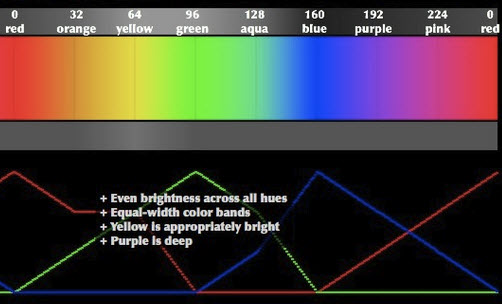 0 32 64 96 128 160 192 224 0
red orange yellow green aqua blue purple pink red
+ Even brightness across all hues
+ Equal-width color bands
+ Yellow is appropriately bright
+ Purple is deep